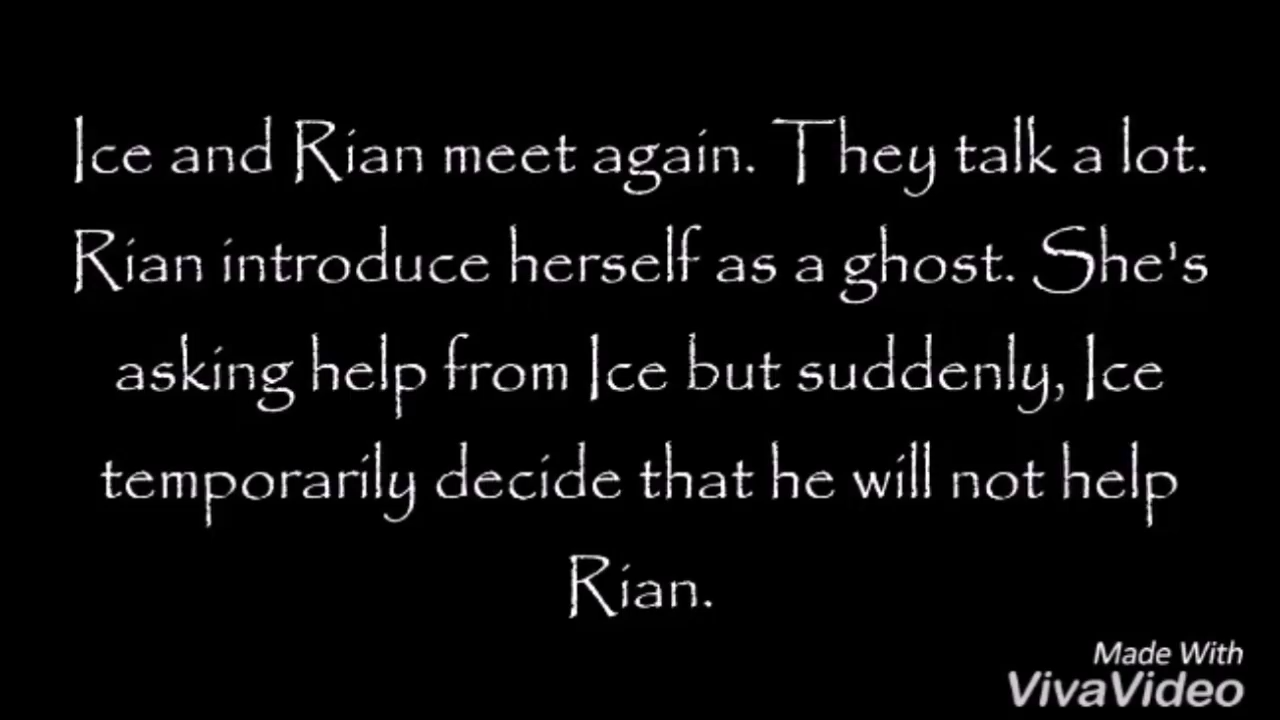 Ice and Rian meet again. They talk a lot.
Rian introduce herself as a ghost. She's
asking help from Ice but suddenly, Ice
temporarily decide that he will not help
Rian.
Made With
VivaVideo